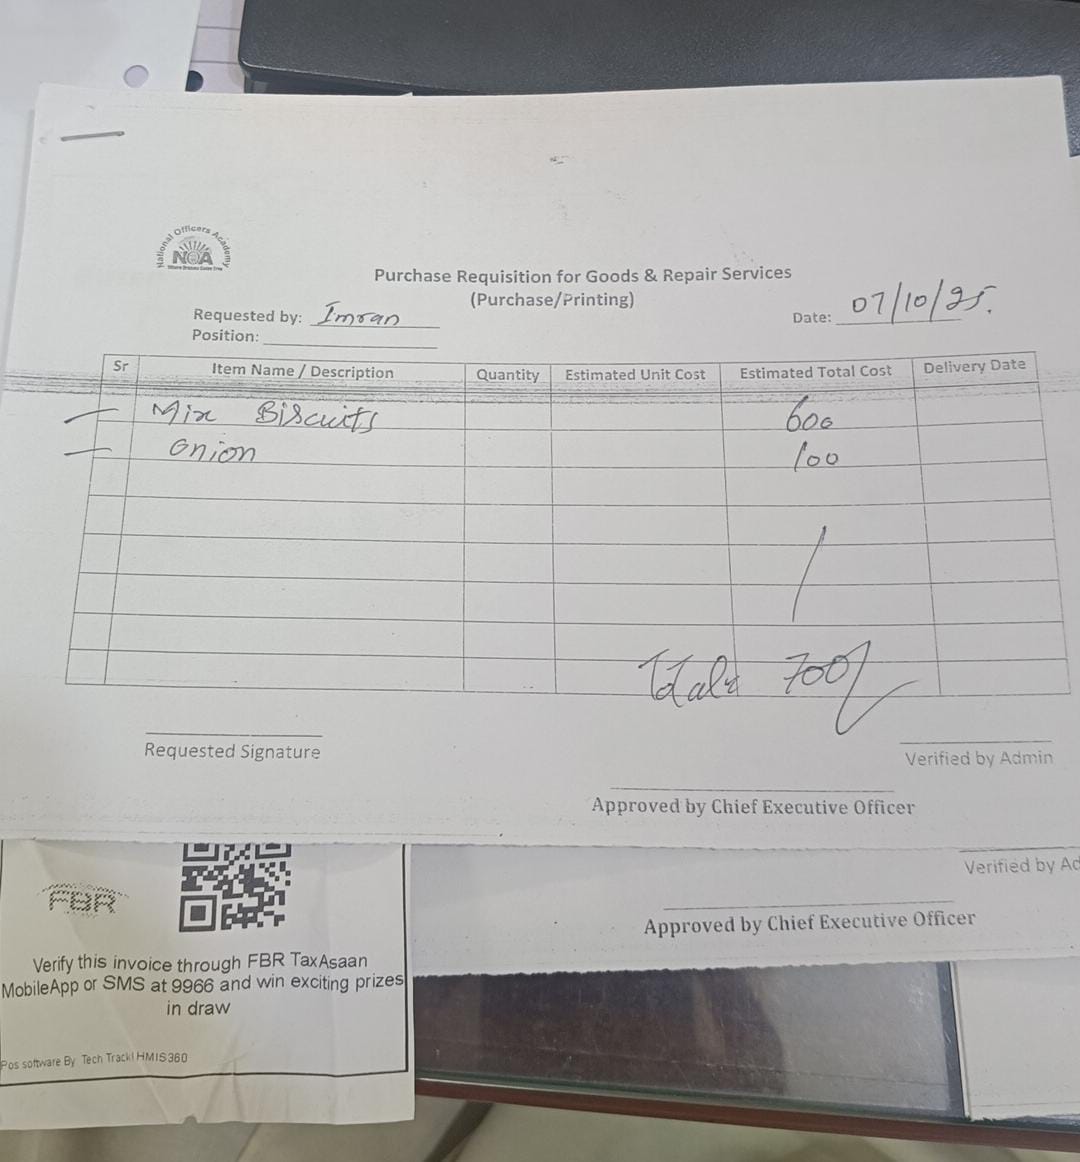 National Officers Academy
NOA
Purchase Requisition for Goods & Repair Services
(Purchase/Printing)
Requested by: Imran
Date: 07/10/25.
Position:
Sr Item Name / Description Quantity Estimated Unit Cost Estimated Total Cost Delivery Date
Mix Biscuits 600
Onion 100
Total: 700/
Requested Signature
Verified by Admin
Approved by Chief Executive Officer
Verified by Ad
Approved by Chief Executive Officer
FBR
Verify this invoice through FBR TaxAsaan
MobileApp or SMS at 9966 and win exciting prizes
in draw
Pos software By Tech Track! HMIS360